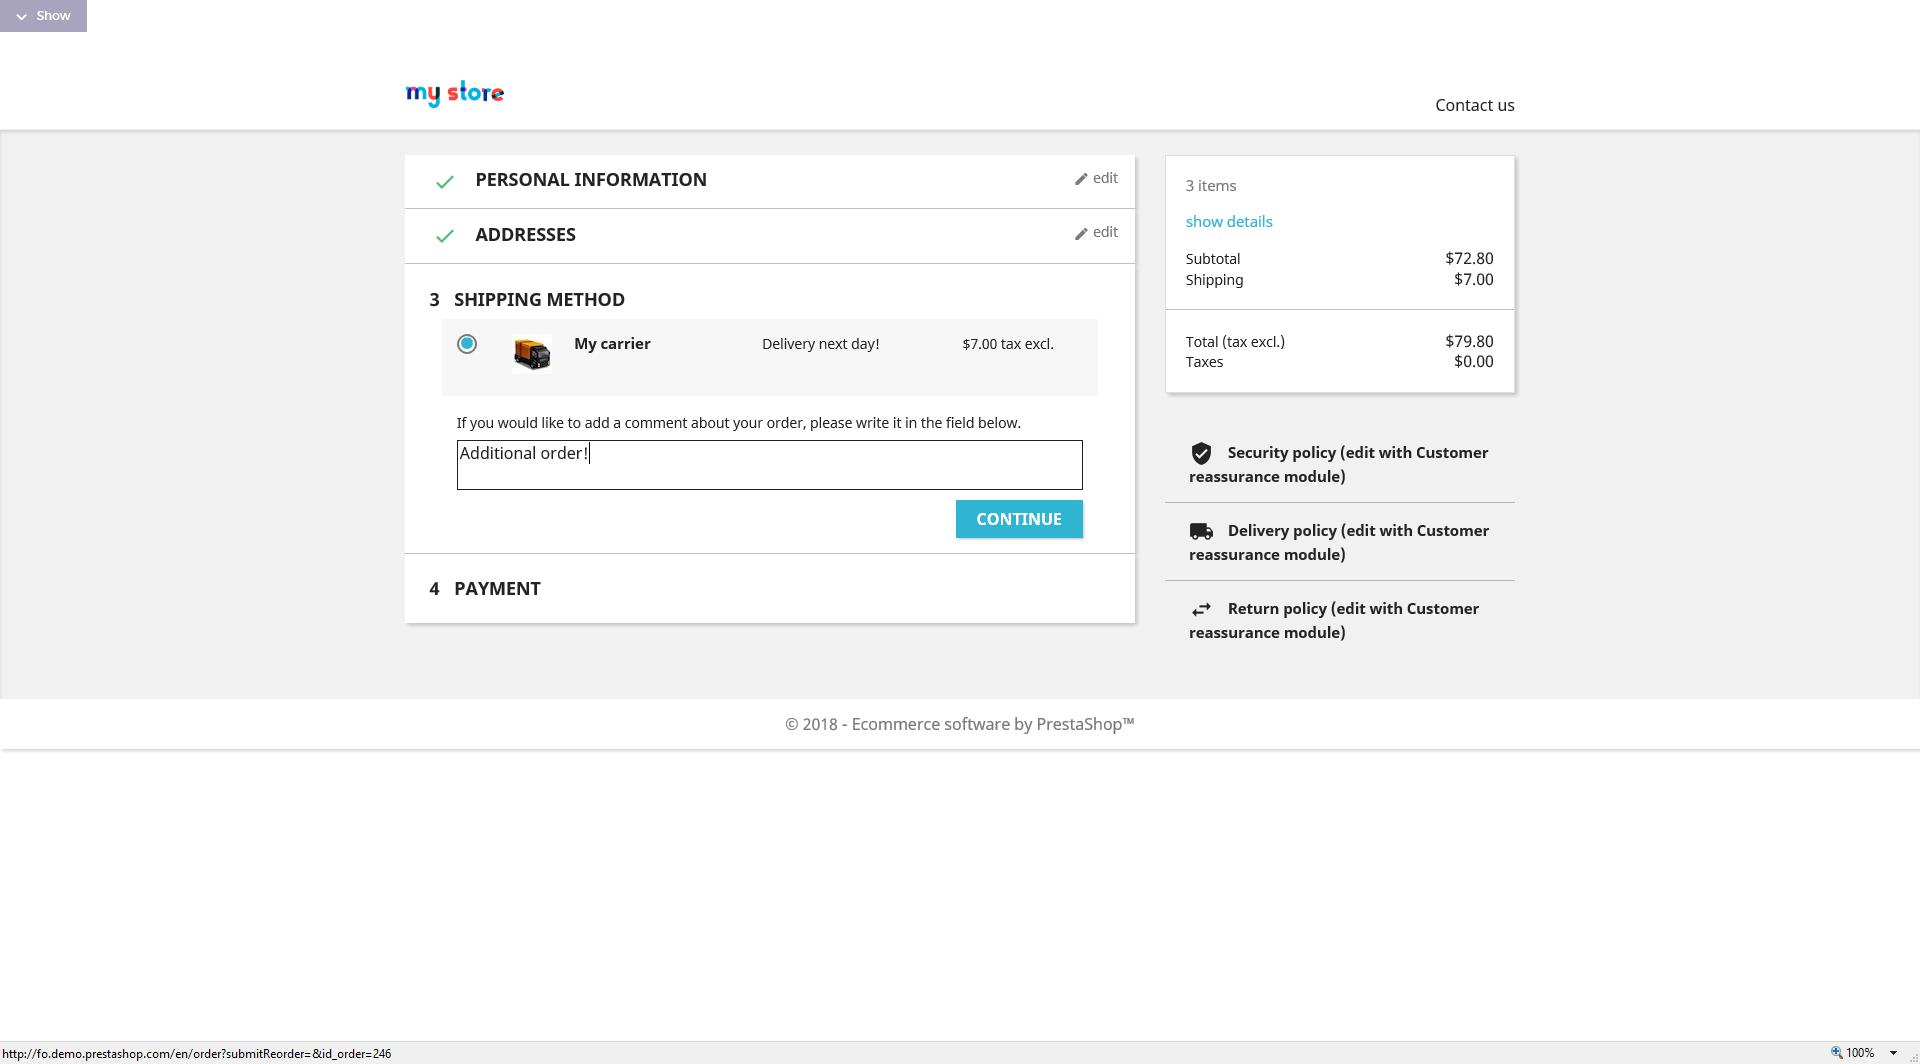 Show
my store
Contact us
PERSONAL INFORMATION
edit
ADDRESSES
edit
3 SHIPPING METHOD
My carrier
Delivery next day!
$7.00 tax excl.
If you would like to add a comment about your order, please write it in the field below.
Additional order!
CONTINUE
4 PAYMENT
3 items
show details
Subtotal $72.80
Shipping $7.00
Total (tax excl.) $79.80
Taxes $0.00
Security policy (edit with Customer
reassurance module)
Delivery policy (edit with Customer
reassurance module)
Return policy (edit with Customer
reassurance module)
© 2018 - Ecommerce software by PrestaShop™
http://fo.demo.prestashop.com/en/order?submitReorder=&id_order=246
100%